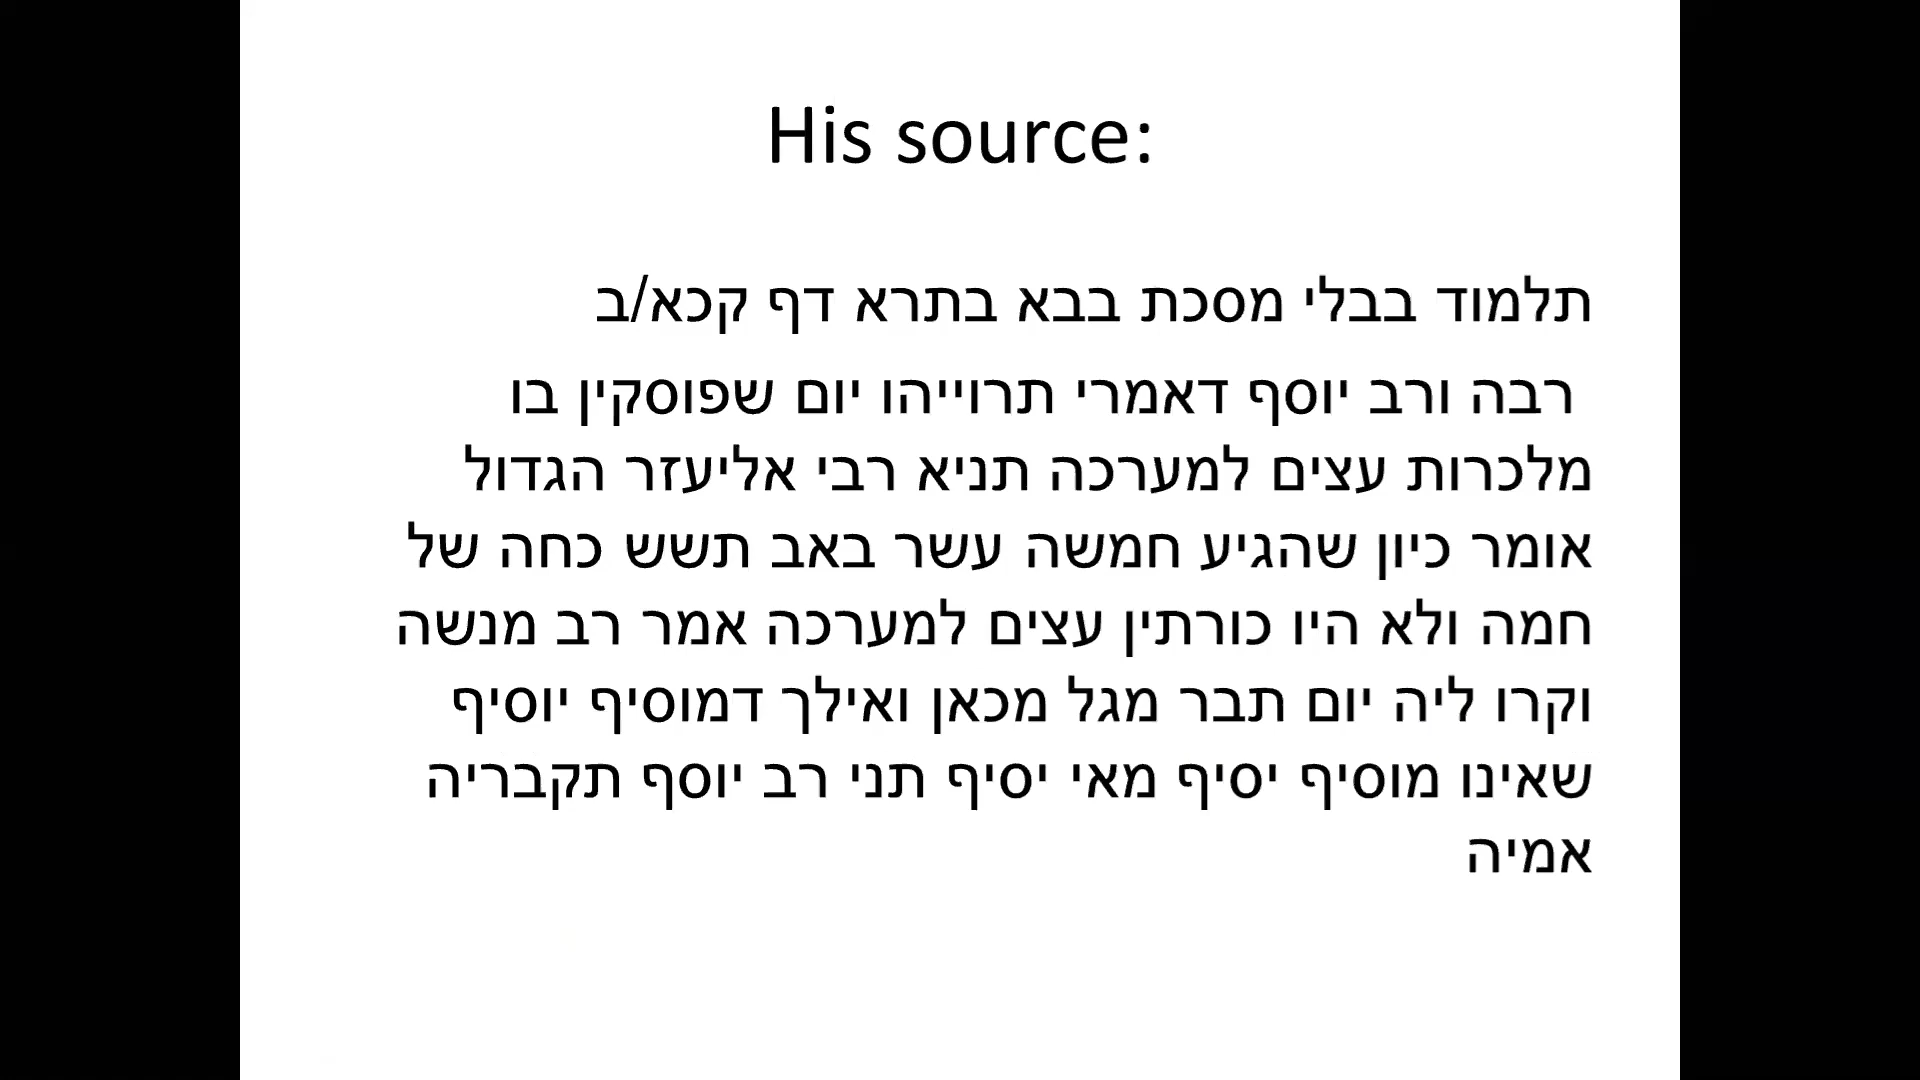 His source:
תלמוד בבלי מסכת בבא בתרא דף קכא/ב
רבה ורב יוסף דאמרי תרוייהו יום שפוסקין בו
מלכרות עצים למערכה תניא רבי אליעזר הגדול
אומר כיון שהגיע חמשה עשר באב תשש כחה של
חמה ולא היו כורתין עצים למערכה אמר רב מנשה
וקרו ליה יום תבר מגל מכאן ואילך דמוסיף יוסיף
שאינו מוסיף יסיף מאי יסיף תני רב יוסף תקבריה
אמיה